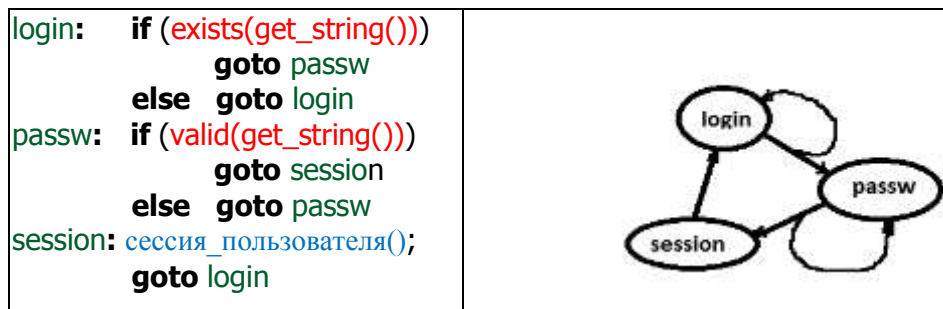 login: if (exists(get_string()))
goto passw
else goto login
passw: if (valid(get_string()))
goto session
else goto passw
session: сессия_пользователя();
goto login
login
passw
session